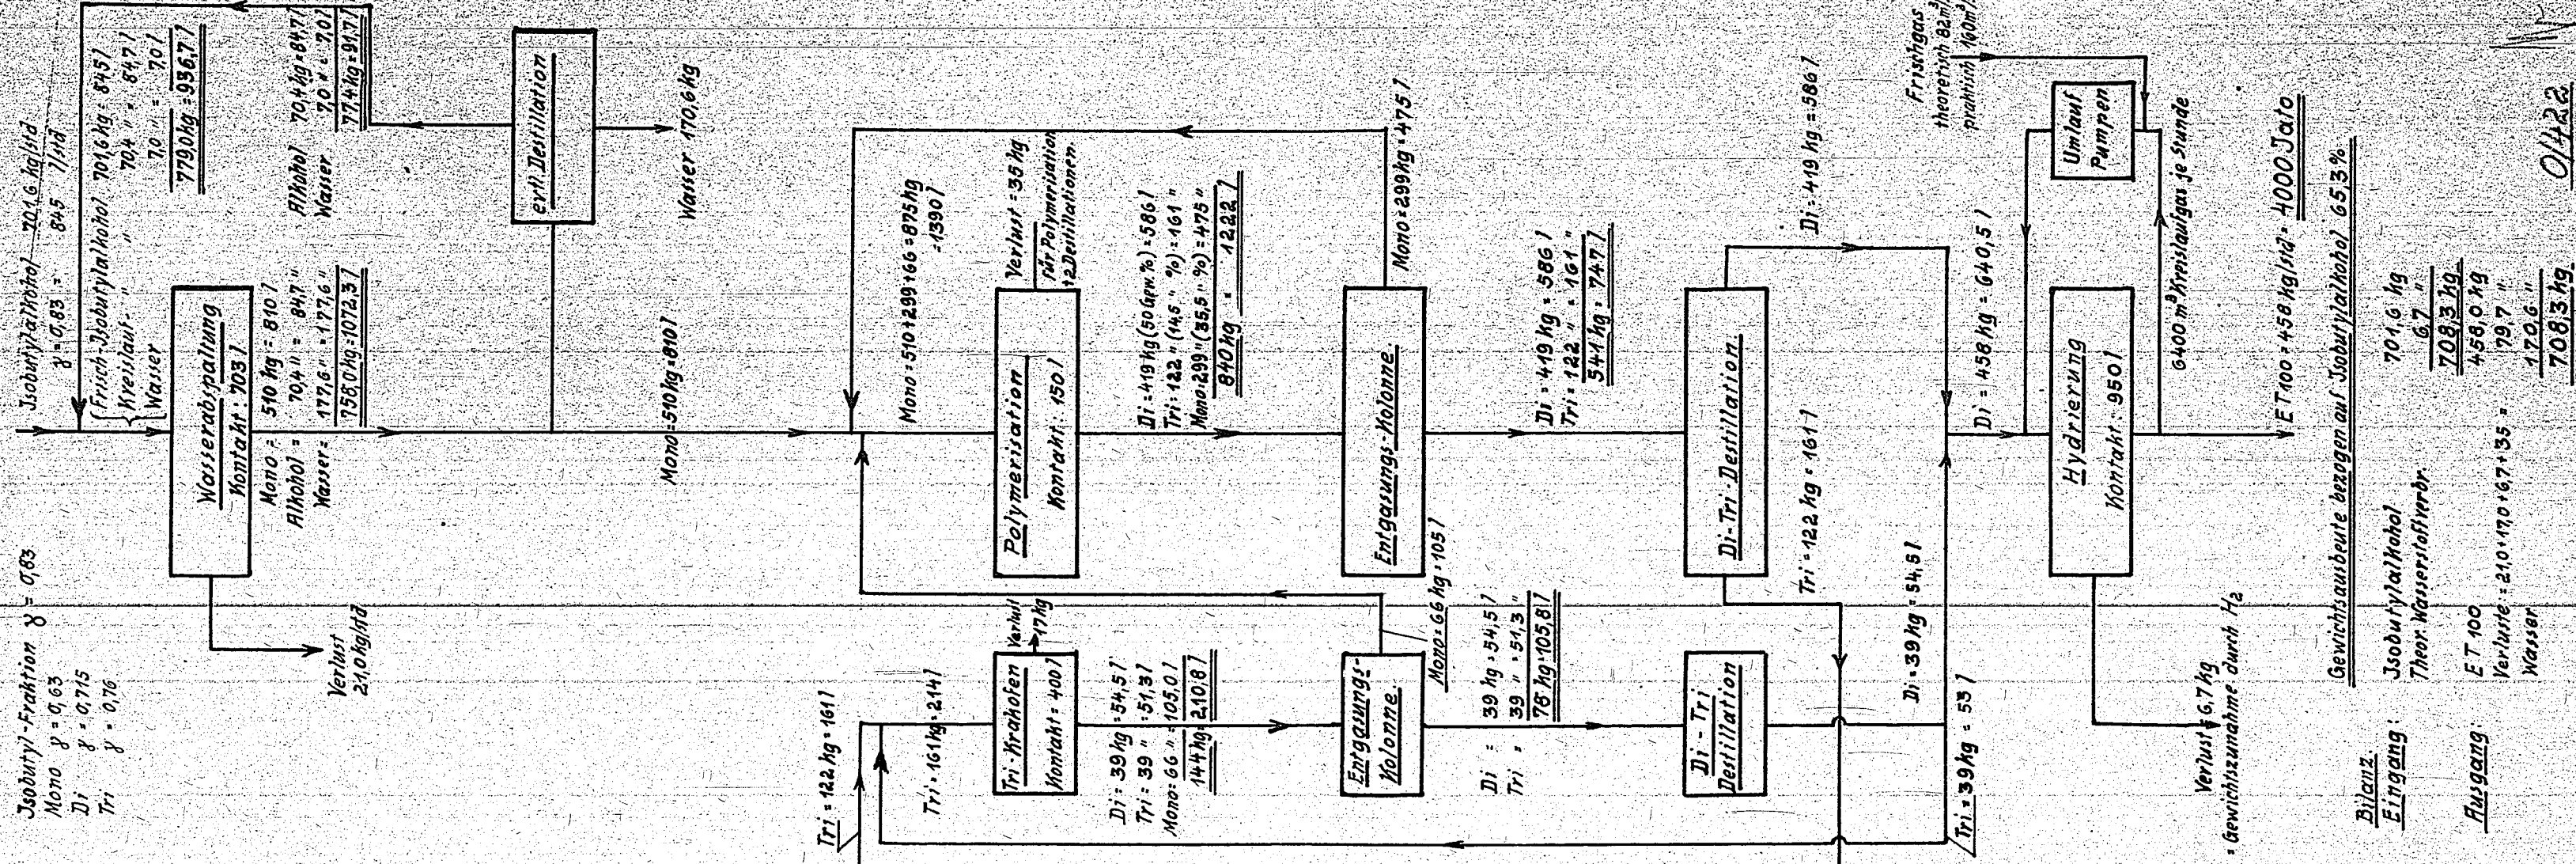 Jsobutyl-Fraktion γ = 0,83
Mono γ = 0,63
Di γ = 0,715
Tri γ = 0,76
Jsobutylalkohol 701,6 kg/std
γ = 0,83 = 845 l/std
Frisch-Jsobutylalkohol 701,6 kg = 845 l
Kreislauf- " 70,4 " = 84,7 l
Wasser 7,0 " = 7,0 l
779,0 kg = 936,7 l
Alkohol 70,4 kg = 84,7 l
Wasser 7,0 " = 7,0 l
77,4 kg = 91,7 l
Wasserabspaltung
Kontakt 703 l
Verlust
21,0 kg/std
Mono = 510 kg = 810 l
Alkohol = 70,4 " = 84,7 "
Wasser = 177,6 " = 177,6 "
758,0 kg = 1072,3 l
evtl. Destillation
Wasser 170,6 kg
Mono = 510 kg = 810 l
Mono = 510 + 299 + 66 = 875 kg
= 1390 l
Polymerisation
Kontakt: 150 l
Verlust = 35 kg
für Polymerisation
+2 Destillationen.
Di = 419 kg (50 Gew. %) = 586 l
Tri = 122 " (14,5 " %) = 161 "
Mono = 299 " (35,5 " %) = 475 "
840 kg = 1222 l
Entgasungs-Kolonne.
Mono = 299 kg = 475 l
Di = 419 kg = 586 l
Tri = 122 " = 161 "
541 kg = 747 l
Di-Tri-Destillation.
Di = 419 kg = 586 l
Tri = 122 kg = 161 l
Tri = 122 kg = 161 l
Tri = 161 kg = 214 l
Tri-Krakofen
Kontakt = 400 l
Verlust
17 kg
Di = 39 kg = 54,5 l
Tri = 39 " = 51,3 l
Mono = 66 " = 105,0 l
144 kg = 210,8 l
Entgasungs-
Kolonne.
Mono = 66 kg = 105 l
Di = 39 kg = 54,5 l
Tri = 39 " = 51,3 "
78 kg = 105,8 l
Di-Tri
Destillation
Di = 39 kg = 54,5 l
Tri = 39 kg = 53 l
Di = 458 kg = 640,5 l
Hydrierung
Kontakt: 950 l
Umlauf
Pumpen
Frischgas
theoretisch 82 m³/
praktisch 160 m³/
6400 m³ Kreislaufgas je Stunde
Verlust 6,7 kg
= Gewichtszunahme durch H₂
ET 100 = 458 kg/std = 4000 Jato
Gewichtsausbeute bezogen auf Jsobutylalkohol 65,3 %
Bilanz.
Eingang: Jsobutylalkohol 701,6 kg
Theor. Wasserstoffverbr. 6,7 "
708,3 kg
Ausgang: ET 100 458,0 kg
Verluste = 21,0 + 17,0 + 6,7 + 35 = 79,7 "
Wasser 170,6 "
708,3 kg
0/422